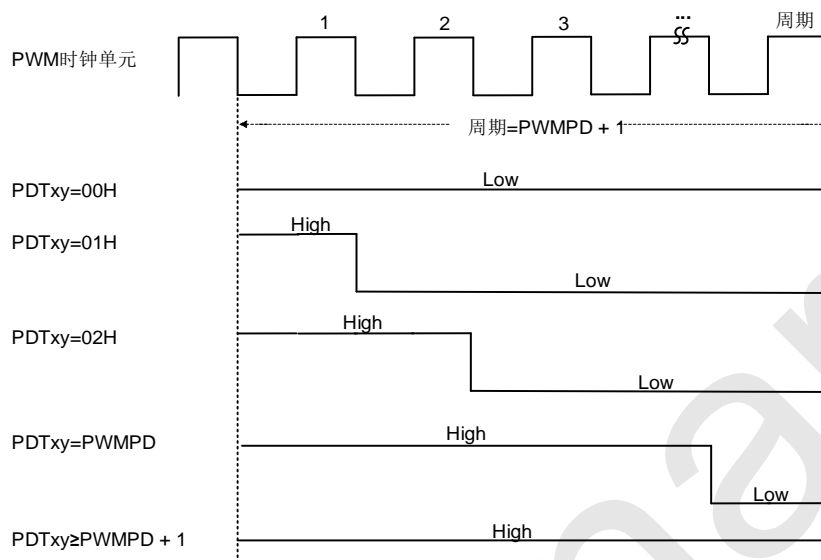 1 2 3 ... 周期
PWM时钟单元
周期=PWMPD + 1
PDTxy=00H
Low
PDTxy=01H
High
Low
PDTxy=02H
High
Low
PDTxy=PWMPD
High
Low
PDTxy≥PWMPD + 1
High